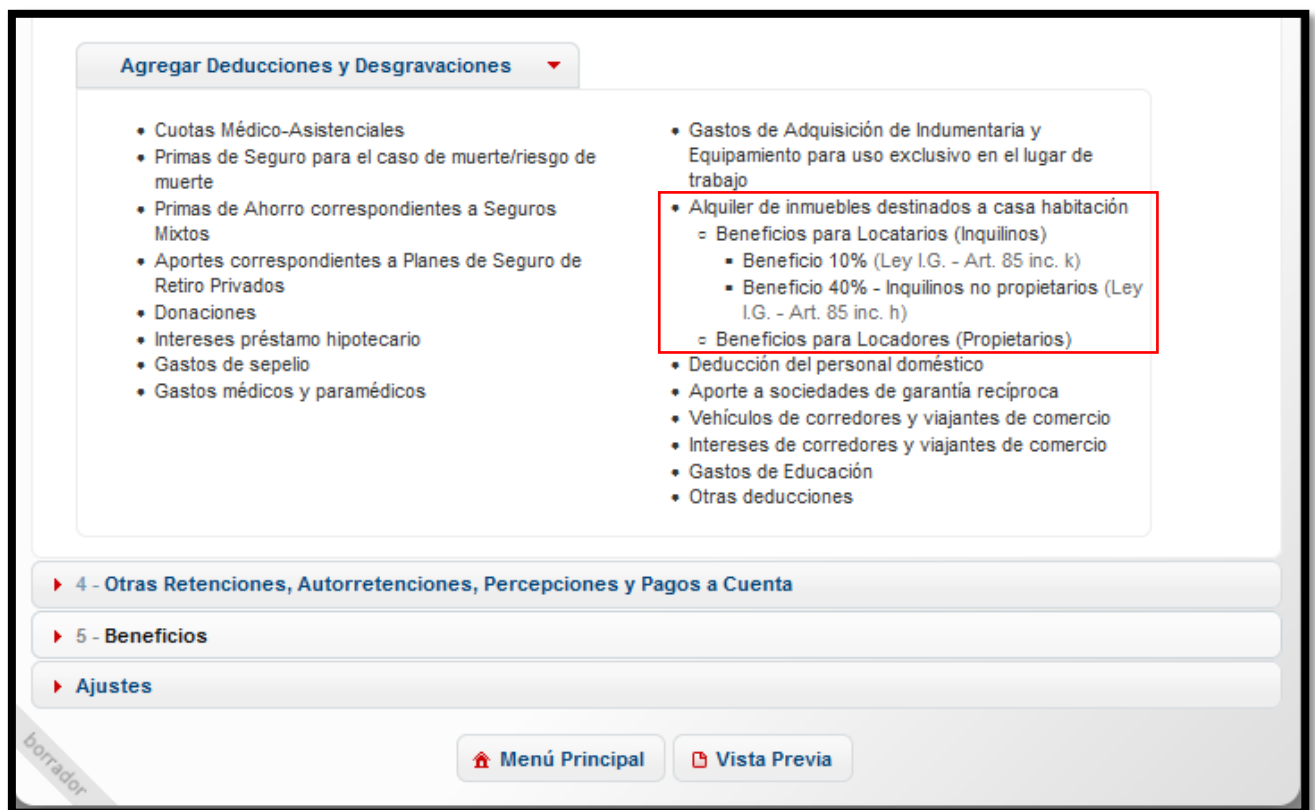 Agregar Deducciones y Desgravaciones
Cuotas Médico-Asistenciales
Primas de Seguro para el caso de muerte/riesgo de
muerte
Primas de Ahorro correspondientes a Seguros
Mixtos
Aportes correspondientes a Planes de Seguro de
Retiro Privados
Donaciones
Intereses préstamo hipotecario
Gastos de sepelio
Gastos médicos y paramédicos
Gastos de Adquisición de Indumentaria y
Equipamiento para uso exclusivo en el lugar de
trabajo
Alquiler de inmuebles destinados a casa habitación
Beneficios para Locatarios (Inquilinos)
Beneficio 10% (Ley I.G. - Art. 85 inc. k)
Beneficio 40% - Inquilinos no propietarios (Ley
I.G. - Art. 85 inc. h)
Beneficios para Locadores (Propietarios)
Deducción del personal doméstico
Aporte a sociedades de garantía recíproca
Vehículos de corredores y viajantes de comercio
Intereses de corredores y viajantes de comercio
Gastos de Educación
Otras deducciones
4 - Otras Retenciones, Autorretenciones, Percepciones y Pagos a Cuenta
5 - Beneficios
Ajustes
borrador
Menú Principal
Vista Previa